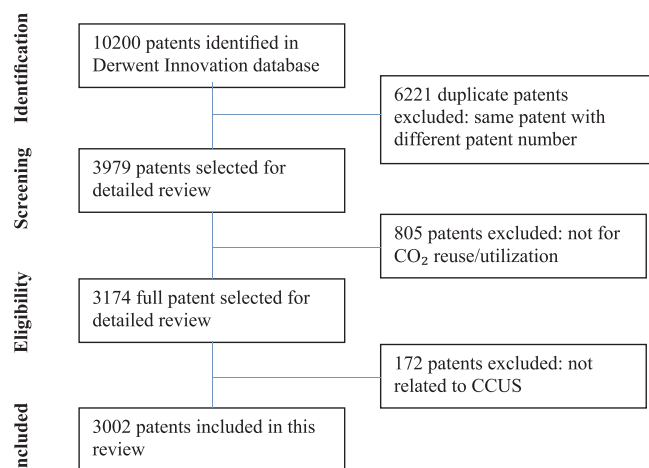 Identification
10200 patents identified in
Derwent Innovation database
6221 duplicate patents
excluded: same patent with
different patent number
Screening
3979 patents selected for
detailed review
805 patents excluded: not for
CO₂ reuse/utilization
Eligibility
3174 full patent selected for
detailed review
172 patents excluded: not
related to CCUS
ncluded
3002 patents included in this
review